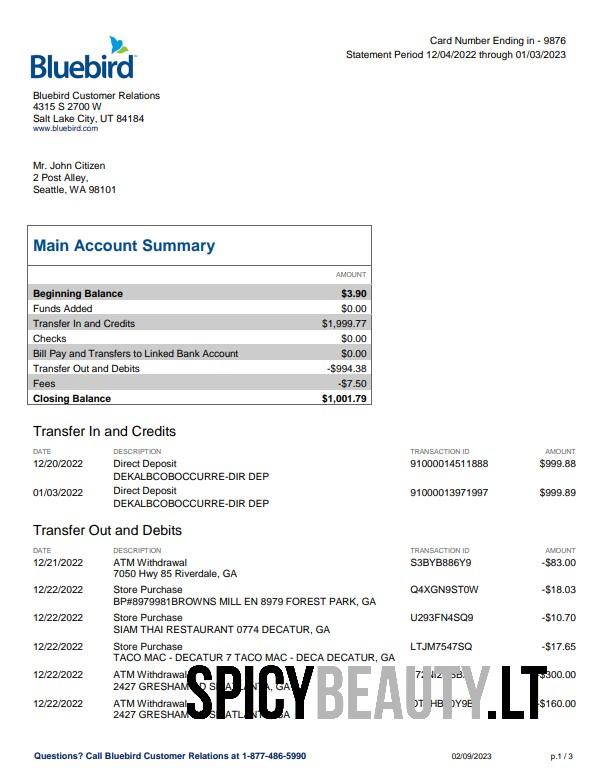 Bluebird
Card Number Ending in - 9876
Statement Period 12/04/2022 through 01/03/2023
Bluebird Customer Relations
4315 S 2700 W
Salt Lake City, UT 84184
www.bluebird.com
Mr. John Citizen
2 Post Alley,
Seattle, WA 98101
Main Account Summary
AMOUNT
Beginning Balance $3.90
Funds Added $0.00
Transfer In and Credits $1,999.77
Checks $0.00
Bill Pay and Transfers to Linked Bank Account $0.00
Transfer Out and Debits -$994.38
Fees -$7.50
Closing Balance $1,001.79
Transfer In and Credits
DATE DESCRIPTION TRANSACTION ID AMOUNT
12/20/2022 Direct Deposit 91000014511888 $999.88
DEKALBCOBOCCURRE-DIR DEP
01/03/2022 Direct Deposit 91000013971997 $999.89
DEKALBCOBOCCURRE-DIR DEP
Transfer Out and Debits
DATE DESCRIPTION TRANSACTION ID AMOUNT
12/21/2022 ATM Withdrawal S3BYB886Y9 -$83.00
7050 Hwy 85 Riverdale, GA
12/22/2022 Store Purchase Q4XGN9ST0W -$18.03
BP#8979981BROWNS MILL EN 8979 FOREST PARK, GA
12/22/2022 Store Purchase U293FN4SQ9 -$10.70
SIAM THAI RESTAURANT 0774 DECATUR, GA
12/22/2022 Store Purchase LTJM7547SQ -$17.65
TACO MAC - DECATUR 7 TACO MAC - DECA DECATUR, GA
12/22/2022 ATM Withdrawal -$300.00
2427 GRESHAM
12/22/2022 ATM Withdrawal -$160.00
2427 GRESHAM
SPICYBEAUTY.LT
Questions? Call Bluebird Customer Relations at 1-877-486-5990 02/09/2023 p.1 / 3